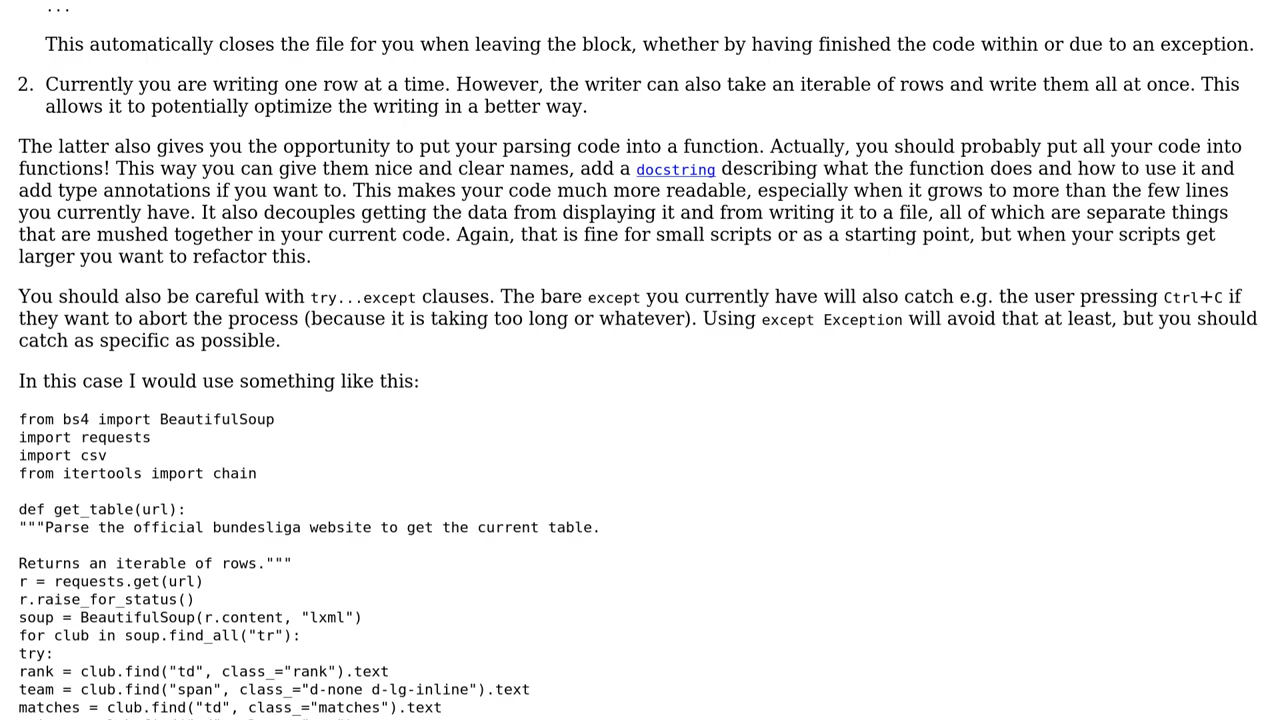 ...
This automatically closes the file for you when leaving the block, whether by having finished the code within or due to an exception.
2. Currently you are writing one row at a time. However, the writer can also take an iterable of rows and write them all at once. This
allows it to potentially optimize the writing in a better way.
The latter also gives you the opportunity to put your parsing code into a function. Actually, you should probably put all your code into
functions! This way you can give them nice and clear names, add a docstring describing what the function does and how to use it and
add type annotations if you want to. This makes your code much more readable, especially when it grows to more than the few lines
you currently have. It also decouples getting the data from displaying it and from writing it to a file, all of which are separate things
that are mushed together in your current code. Again, that is fine for small scripts or as a starting point, but when your scripts get
larger you want to refactor this.
You should also be careful with try...except clauses. The bare except you currently have will also catch e.g. the user pressing Ctrl+C if
they want to abort the process (because it is taking too long or whatever). Using except Exception will avoid that at least, but you should
catch as specific as possible.
In this case I would use something like this:
from bs4 import BeautifulSoup
import requests
import csv
from itertools import chain
def get_table(url):
"""Parse the official bundesliga website to get the current table.
Returns an iterable of rows."""
r = requests.get(url)
r.raise_for_status()
soup = BeautifulSoup(r.content, "lxml")
for club in soup.find_all("tr"):
try:
rank = club.find("td", class_="rank").text
team = club.find("span", class_="d-none d-lg-inline").text
matches = club.find("td", class_="matches").text